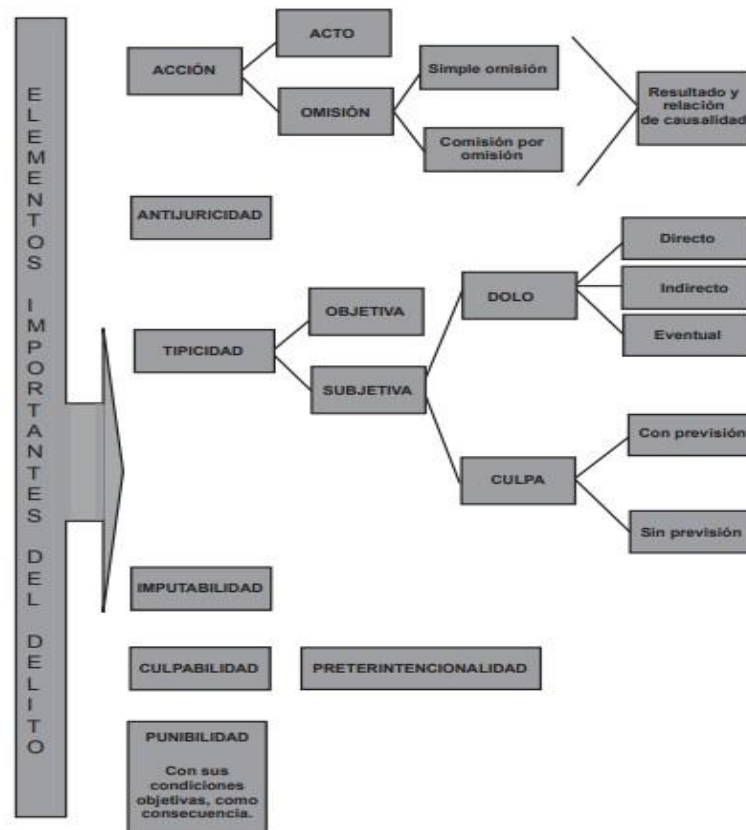 ELEMENTOS IMPORTANTES DEL DELITO
ACCIÓN
ACTO
OMISIÓN
Simple omisión
Comisión por
omisión
Resultado y
relación
de causalidad
ANTIJURICIDAD
TIPICIDAD
OBJETIVA
SUBJETIVA
DOLO
Directo
Indirecto
Eventual
CULPA
Con previsión
Sin previsión
IMPUTABILIDAD
CULPABILIDAD
PRETERINTENCIONALIDAD
PUNIBILIDAD
Con sus
condiciones
objetivas, como
consecuencia.